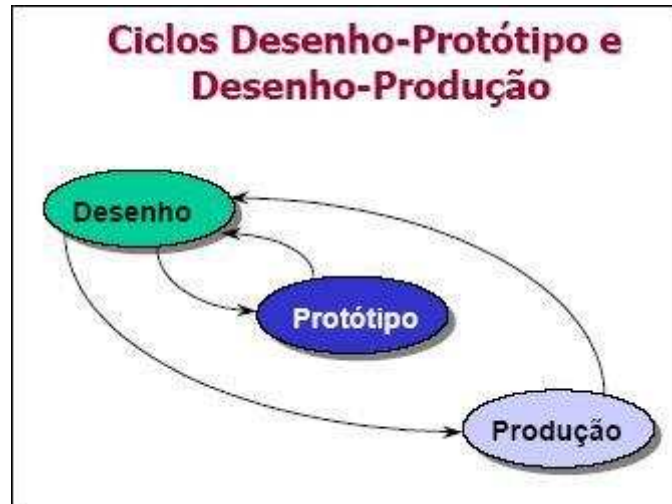 Ciclos Desenho-Protótipo e
Desenho-Produção
Desenho
Protótipo
Produção